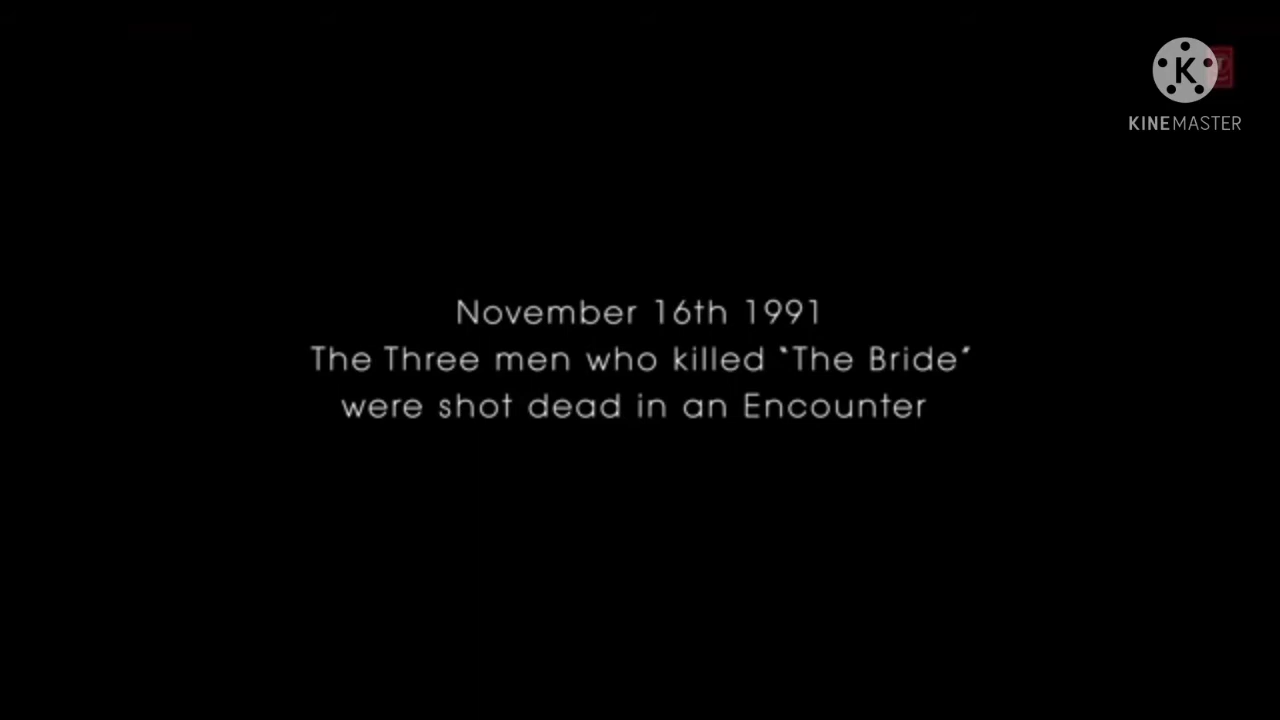 KINEMASTER
November 16th 1991
The Three men who killed "The Bride"
were shot dead in an Encounter